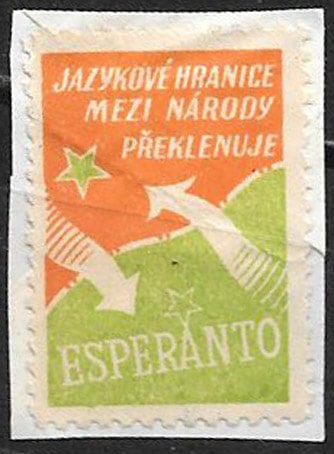 JAZYKOVÉ HRANICE
MEZI NÁRODY
PŘEKLENUJE
ESPERANTO